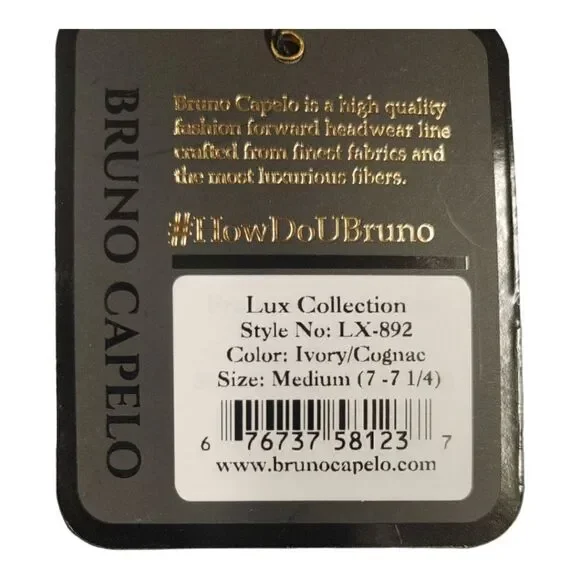 BRUNO CAPELO
Bruno Capelo is a high quality
fashion forward headwear line
crafted from finest fabrics and
the most luxurious fibers.
#HowDoUBruno
Lux Collection
Style No: LX-892
Color: Ivory/Cognac
Size: Medium (7 -7 1/4)
6 76737 58123 7
www.brunocapelo.com